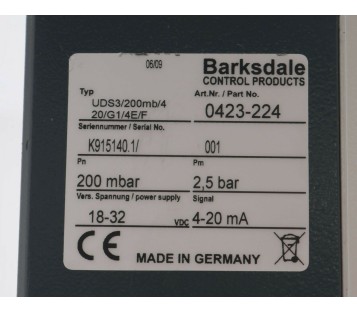 06/09 Barksdale
CONTROL PRODUCTS
Typ Art.Nr. / Part No.
UDS3/200mb/4 0423-224
20/G1/4E/F
Seriennummer / Serial No.
K915140.1/ 001
Pn Pm
200 mbar 2,5 bar
Vers. Spannung / power supply Signal
18-32 VDC 4-20 mA
CE MADE IN GERMANY